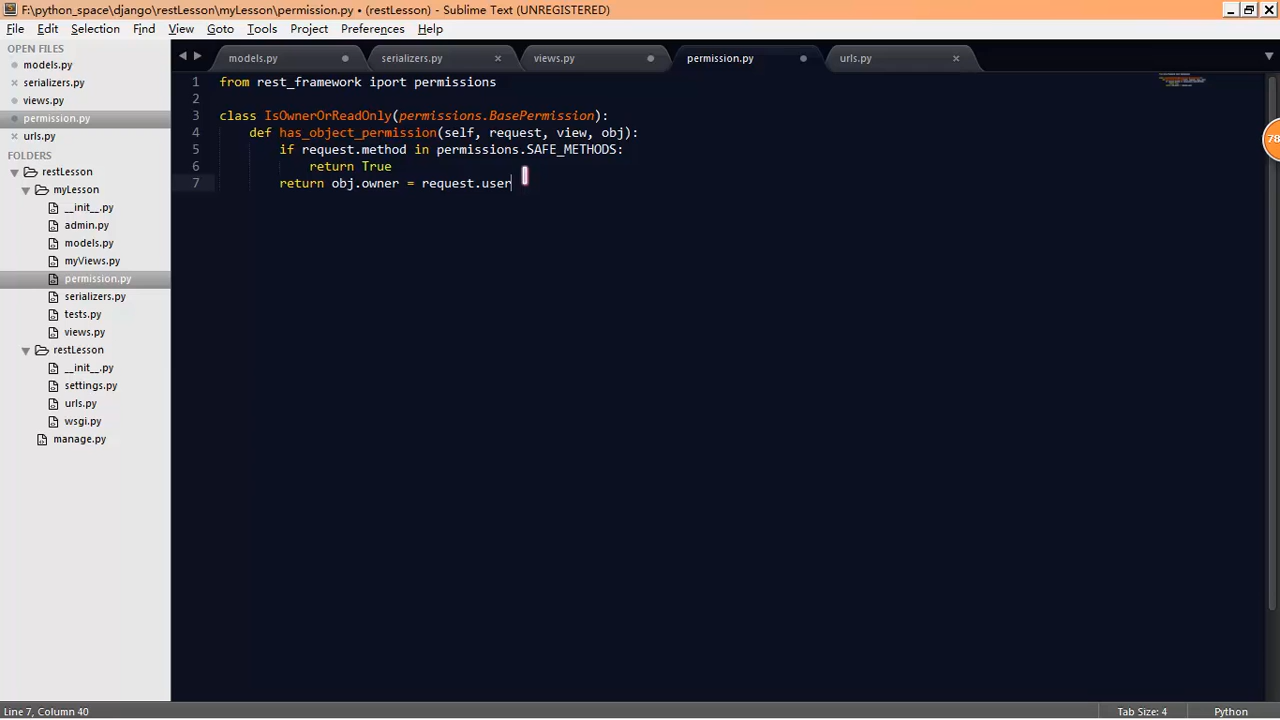 F:\python_space\django\restLesson\myLesson\permission.py • (restLesson) - Sublime Text (UNREGISTERED)
File Edit Selection Find View Goto Tools Project Preferences Help
OPEN FILES
models.py
serializers.py
views.py
permission.py
urls.py
FOLDERS
restLesson
myLesson
__init__.py
admin.py
models.py
myViews.py
permission.py
serializers.py
tests.py
views.py
restLesson
__init__.py
settings.py
urls.py
wsgi.py
manage.py
models.py serializers.py views.py permission.py urls.py
1 from rest_framework iport permissions
2
3 class IsOwnerOrReadOnly(permissions.BasePermission):
4 def has_object_permission(self, request, view, obj):
5 if request.method in permissions.SAFE_METHODS:
6 return True
7 return obj.owner = request.user
78
Line 7, Column 40
Tab Size: 4
Python